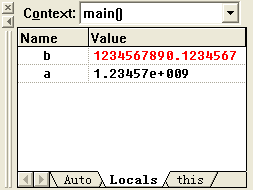 Context: main()
Name Value
b 1234567890.1234567
a 1.23457e+009
Auto Locals this